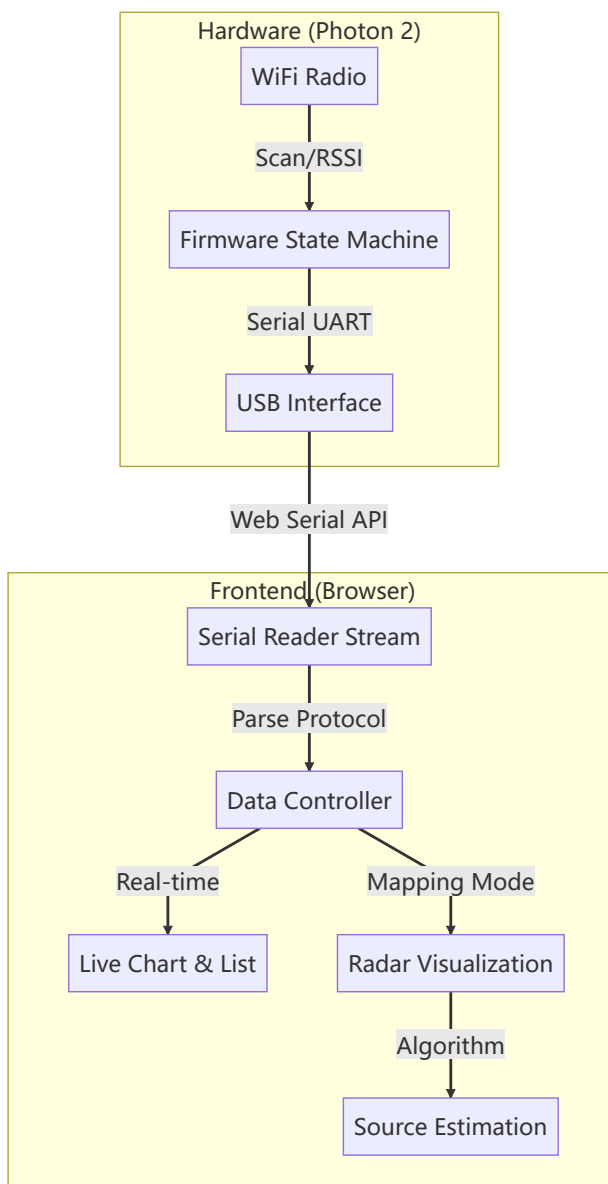 Hardware (Photon 2)
WiFi Radio
Scan/RSSI
Firmware State Machine
Serial UART
USB Interface
Web Serial API
Frontend (Browser)
Serial Reader Stream
Parse Protocol
Data Controller
Real-time
Mapping Mode
Live Chart & List
Radar Visualization
Algorithm
Source Estimation